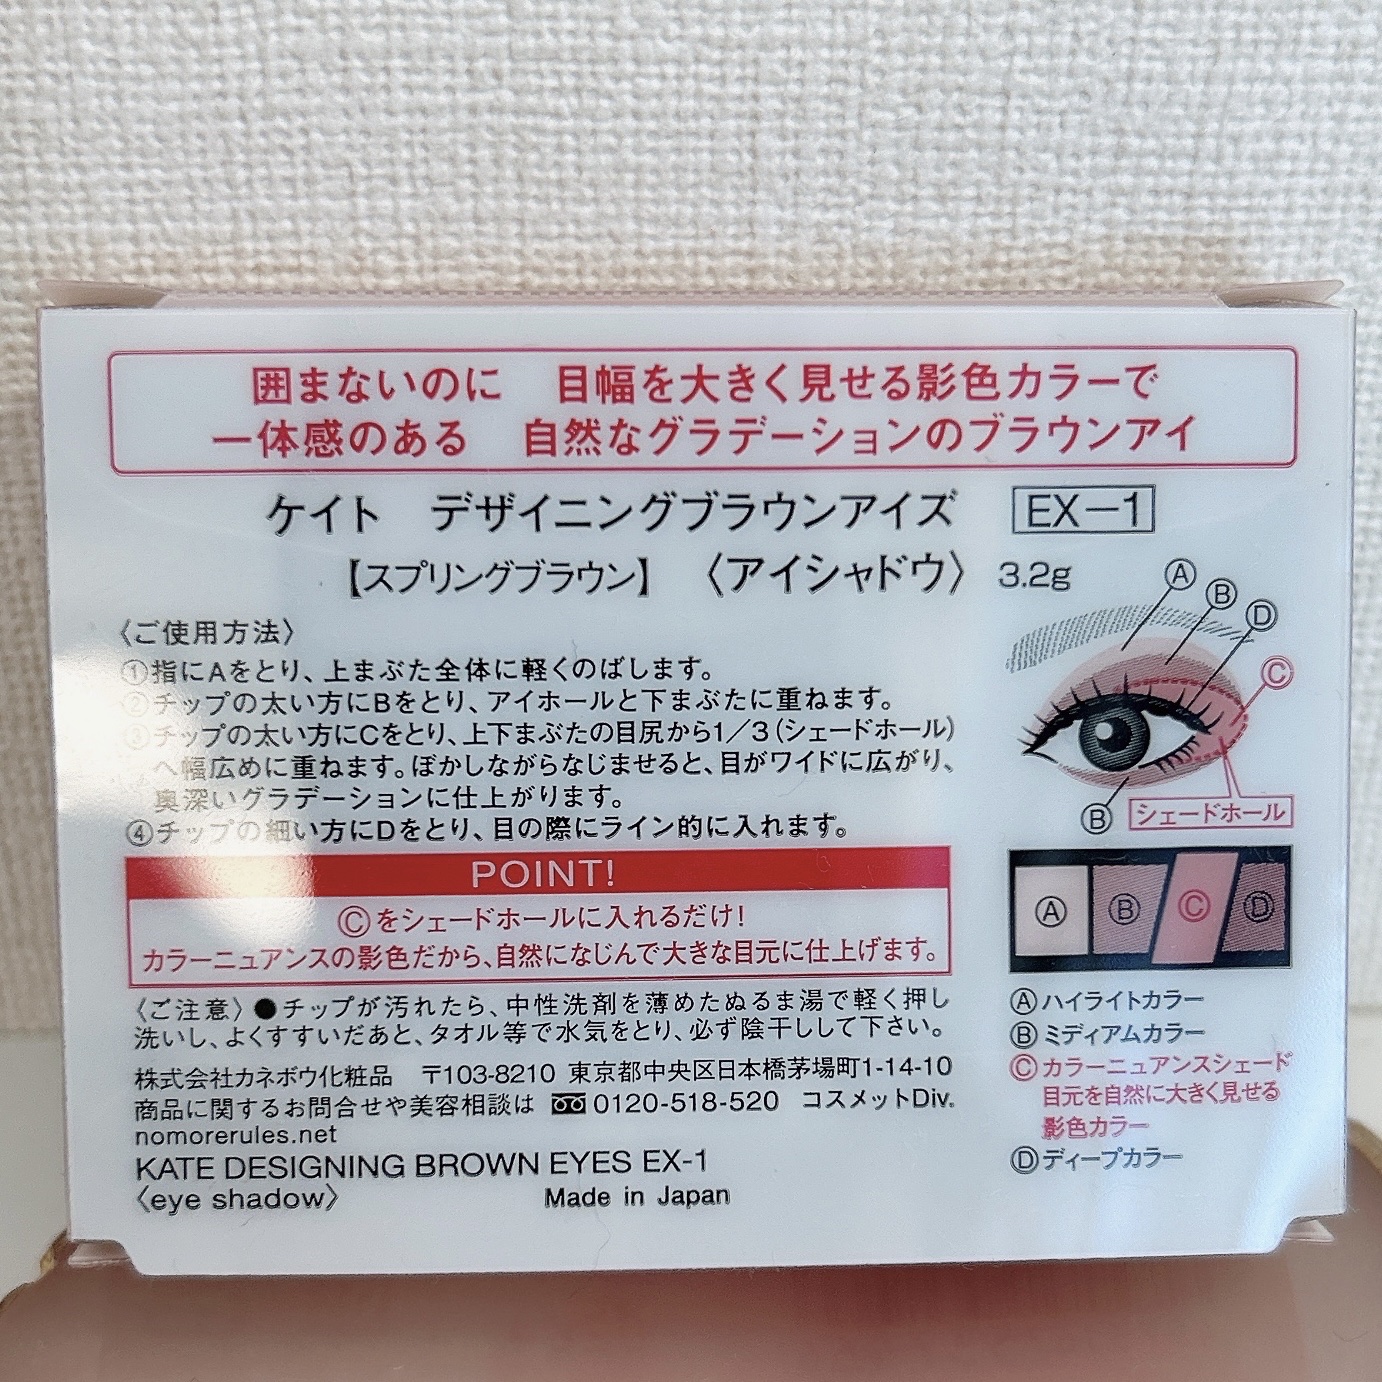 囲まないのに　目幅を大きく見せる影色カラーで
一体感のある　自然なグラデーションのブラウンアイ
ケイト　デザイニングブラウンアイズ　EX－1
【スプリングブラウン】〈アイシャドウ〉3.2g
〈ご使用方法〉
①指にAをとり、上まぶた全体に軽くのばします。
②チップの太い方にBをとり、アイホールと下まぶたに重ねます。
③チップの太い方にCをとり、上下まぶたの目尻から1／3（シェードホール）
へ幅広めに重ねます。ぼかしながらなじませると、目がワイドに広がり、
奥深いグラデーションに仕上がります。
④チップの細い方にDをとり、目の際にライン的に入れます。
POINT!
Ⓒをシェードホールに入れるだけ！
カラーニュアンスの影色だから、自然になじんで大きな目元に仕上げます。
〈ご注意〉●チップが汚れたら、中性洗剤を薄めたぬるま湯で軽く押し
洗いし、よくすすいだあと、タオル等で水気をとり、必ず陰干しして下さい。
株式会社カネボウ化粧品　〒103-8210 東京都中央区日本橋茅場町1-14-10
商品に関するお問合せや美容相談は 0120-518-520 コスメットDiv.
nomorerules.net
KATE DESIGNING BROWN EYES EX-1
〈eye shadow〉 Made in Japan
Ⓐ
Ⓑ
Ⓓ
Ⓒ
Ⓑ
シェードホール
Ⓐ Ⓑ Ⓒ Ⓓ
Ⓐハイライトカラー
Ⓑミディアムカラー
Ⓒカラーニュアンスシェード
目元を自然に大きく見せる
影色カラー
Ⓓディープカラー